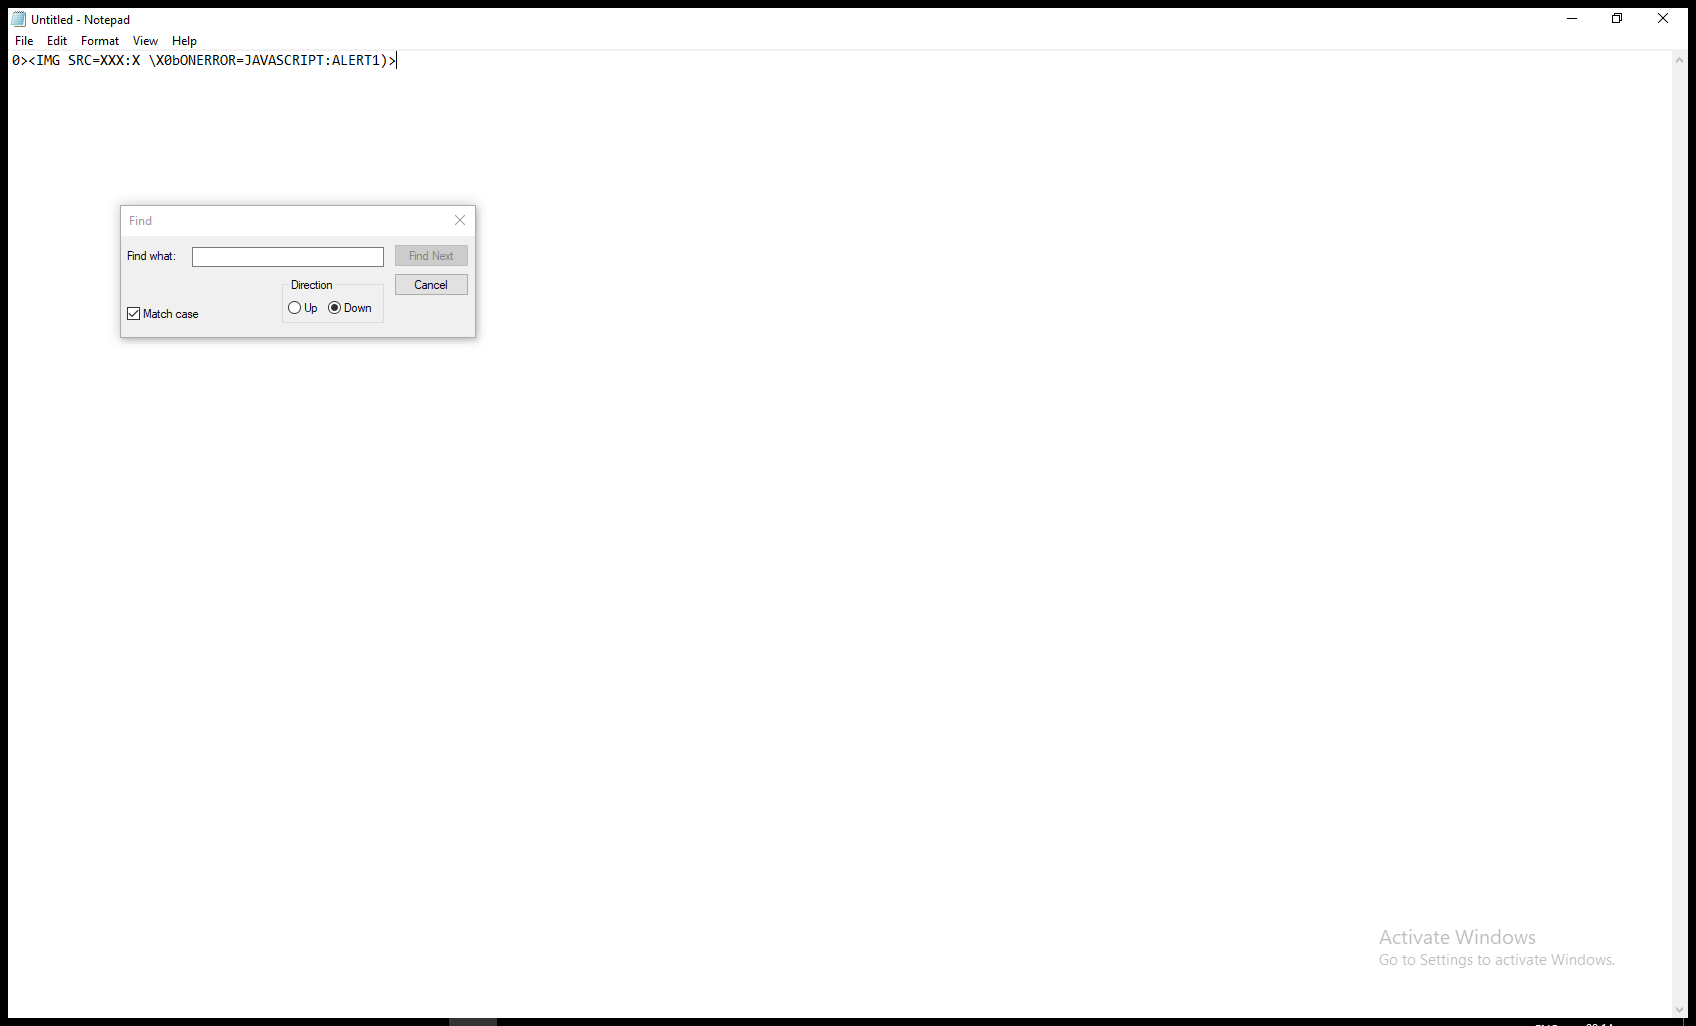 Untitled - Notepad
File Edit Format View Help
0><IMG SRC=XXX:X \X0bONERROR=JAVASCRIPT:ALERT1)>
Find
Find what:
Find Next
Direction
Cancel
Up Down
Match case
Activate Windows
Go to Settings to activate Windows.